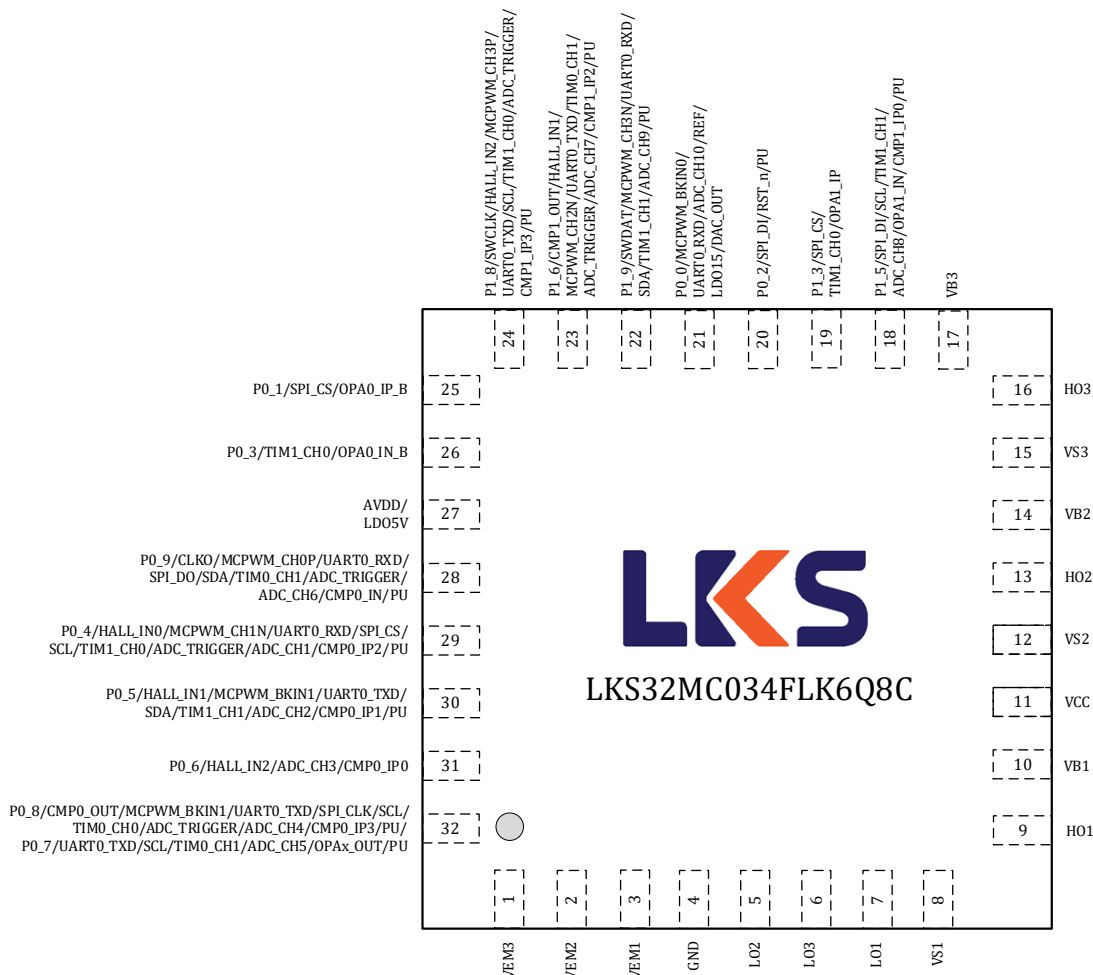 P1_8/SWCLK/HALL_IN2/MCPWM_CH3P/
UART0_TXD/SCL/TIM1_CH0/ADC_TRIGGER/
CMP1_IP3/PU
P1_6/CMP1_OUT/HALL_IN1/
MCPWM_CH2N/UART0_TXD/TIM0_CH1/
ADC_TRIGGER/ADC_CH7/CMP1_IP2/PU
P1_9/SWDAT/MCPWM_CH3N/UART0_RXD/
SDA/TIM1_CH1/ADC_CH9/PU
P0_0/MCPWM_BKIN0/
UART0_RXD/ADC_CH10/REF/
LDO15/DAC_OUT
P0_2/SPI_DI/RST_n/PU
P1_3/SPI_CS/
TIM1_CH0/OPA1_IP
P1_5/SPI_DI/SCL/TIM1_CH1/
ADC_CH8/OPA1_IN/CMP1_IP0/PU
VB3
24
23
22
21
20
19
18
17
P0_1/SPI_CS/OPA0_IP_B
25
16
HO3
P0_3/TIM1_CH0/OPA0_IN_B
26
15
VS3
AVDD/
LDO5V
27
14
VB2
P0_9/CLKO/MCPWM_CH0P/UART0_RXD/
SPI_DO/SDA/TIM0_CH1/ADC_TRIGGER/
ADC_CH6/CMP0_IN/PU
28
13
HO2
P0_4/HALL_IN0/MCPWM_CH1N/UART0_RXD/SPI_CS/
SCL/TIM1_CH0/ADC_TRIGGER/ADC_CH1/CMP0_IP2/PU
29
12
VS2
LKS
LKS32MC034FLK6Q8C
P0_5/HALL_IN1/MCPWM_BKIN1/UART0_TXD/
SDA/TIM1_CH1/ADC_CH2/CMP0_IP1/PU
30
11
VCC
P0_6/HALL_IN2/ADC_CH3/CMP0_IP0
31
10
VB1
P0_8/CMP0_OUT/MCPWM_BKIN1/UART0_TXD/SPI_CLK/SCL/
TIM0_CH0/ADC_TRIGGER/ADC_CH4/CMP0_IP3/PU/
P0_7/UART0_TXD/SCL/TIM0_CH1/ADC_CH5/OPAx_OUT/PU
32
9
HO1
1
2
3
4
5
6
7
8
GND
LO2
LO3
LO1
VS1